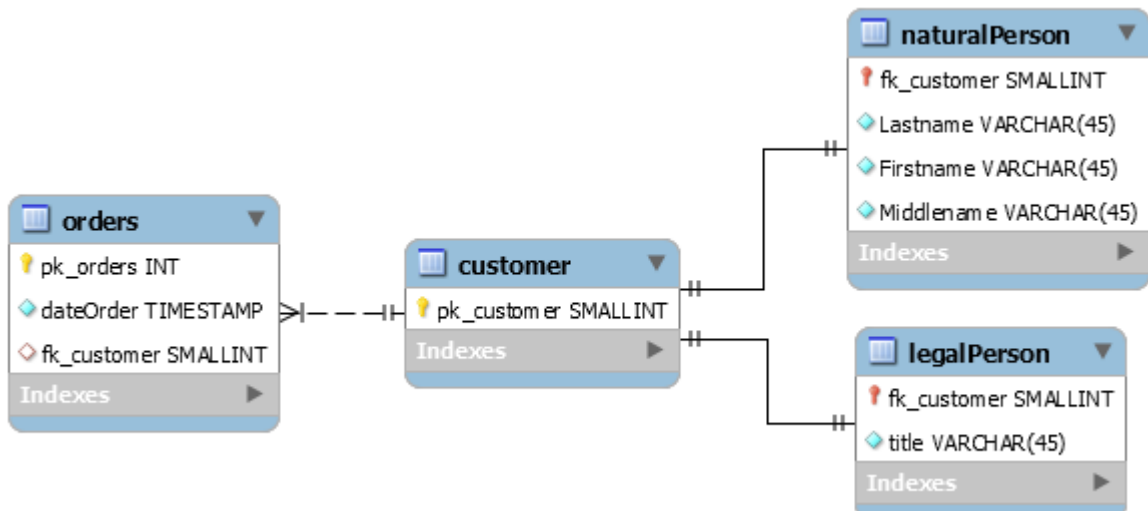 orders
pk_orders INT
dateOrder TIMESTAMP
fk_customer SMALLINT
Indexes
customer
pk_customer SMALLINT
Indexes
naturalPerson
fk_customer SMALLINT
Lastname VARCHAR(45)
Firstname VARCHAR(45)
Middlename VARCHAR(45)
Indexes
legalPerson
fk_customer SMALLINT
title VARCHAR(45)
Indexes